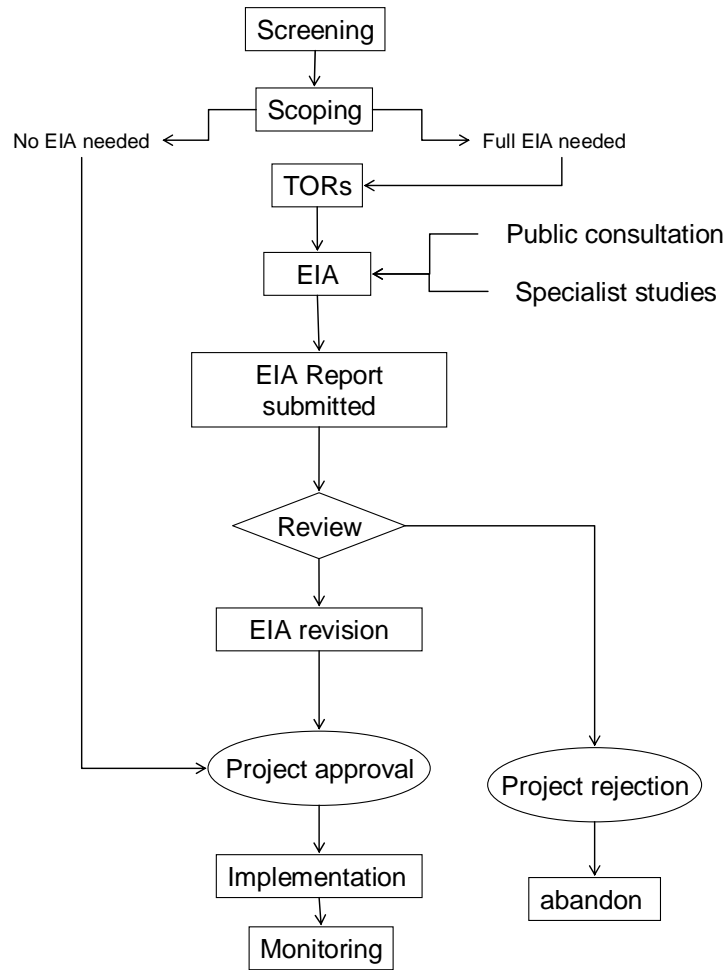 Screening
Scoping
No EIA needed
Full EIA needed
TORs
Public consultation
EIA
Specialist studies
EIA Report
submitted
Review
EIA revision
Project approval
Project rejection
Implementation
abandon
Monitoring